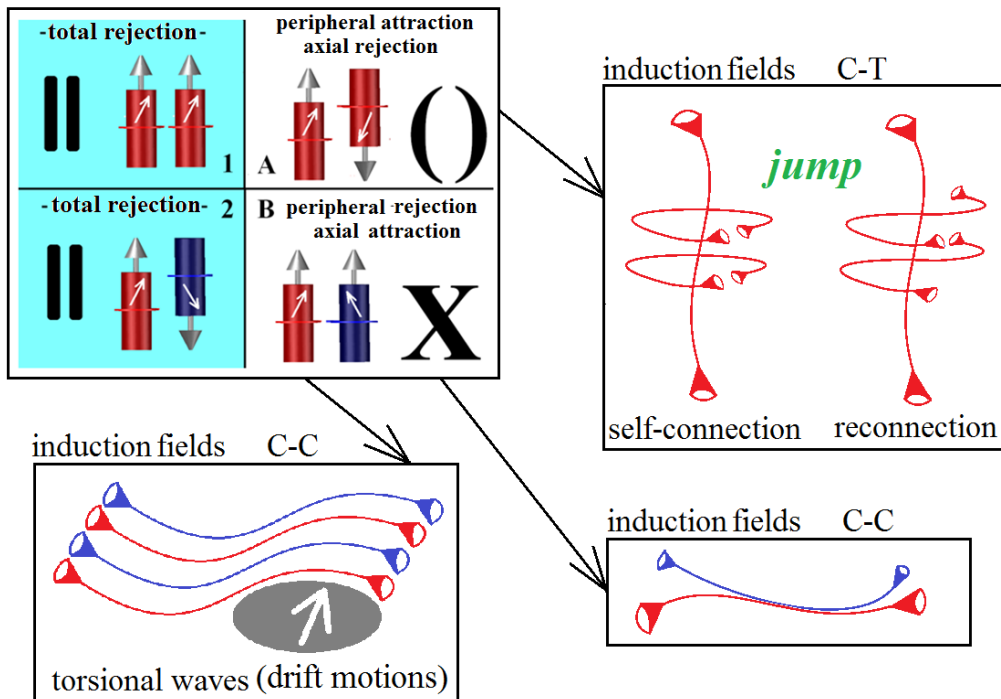 -total rejection-
1
peripheral attraction
axial rejection
A
()
-total rejection-
2
B
peripheral rejection
axial attraction
X
induction fields C-T
jump
self-connection reconnection
induction fields C-C
torsional waves (drift motions)
induction fields C-C